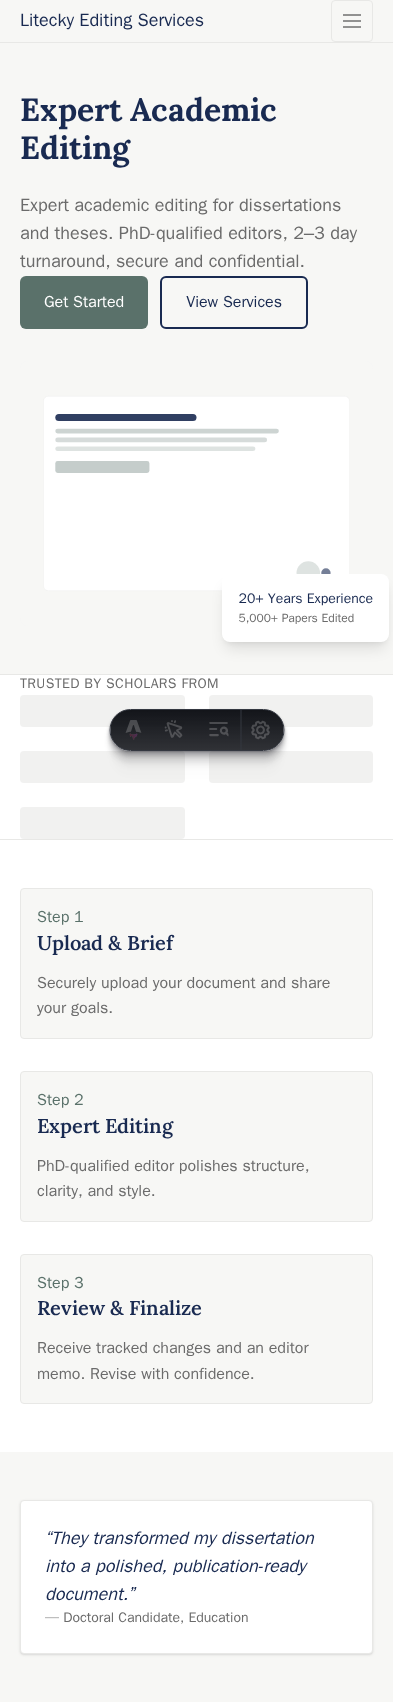 Litecky Editing Services
Expert Academic
Editing
Expert academic editing for dissertations
and theses. PhD-qualified editors, 2–3 day
turnaround, secure and confidential.
Get Started
View Services
20+ Years Experience
5,000+ Papers Edited
TRUSTED BY SCHOLARS FROM
Step 1
Upload & Brief
Securely upload your document and share
your goals.
Step 2
Expert Editing
PhD-qualified editor polishes structure,
clarity, and style.
Step 3
Review & Finalize
Receive tracked changes and an editor
memo. Revise with confidence.
“They transformed my dissertation
into a polished, publication-ready
document.”
— Doctoral Candidate, Education